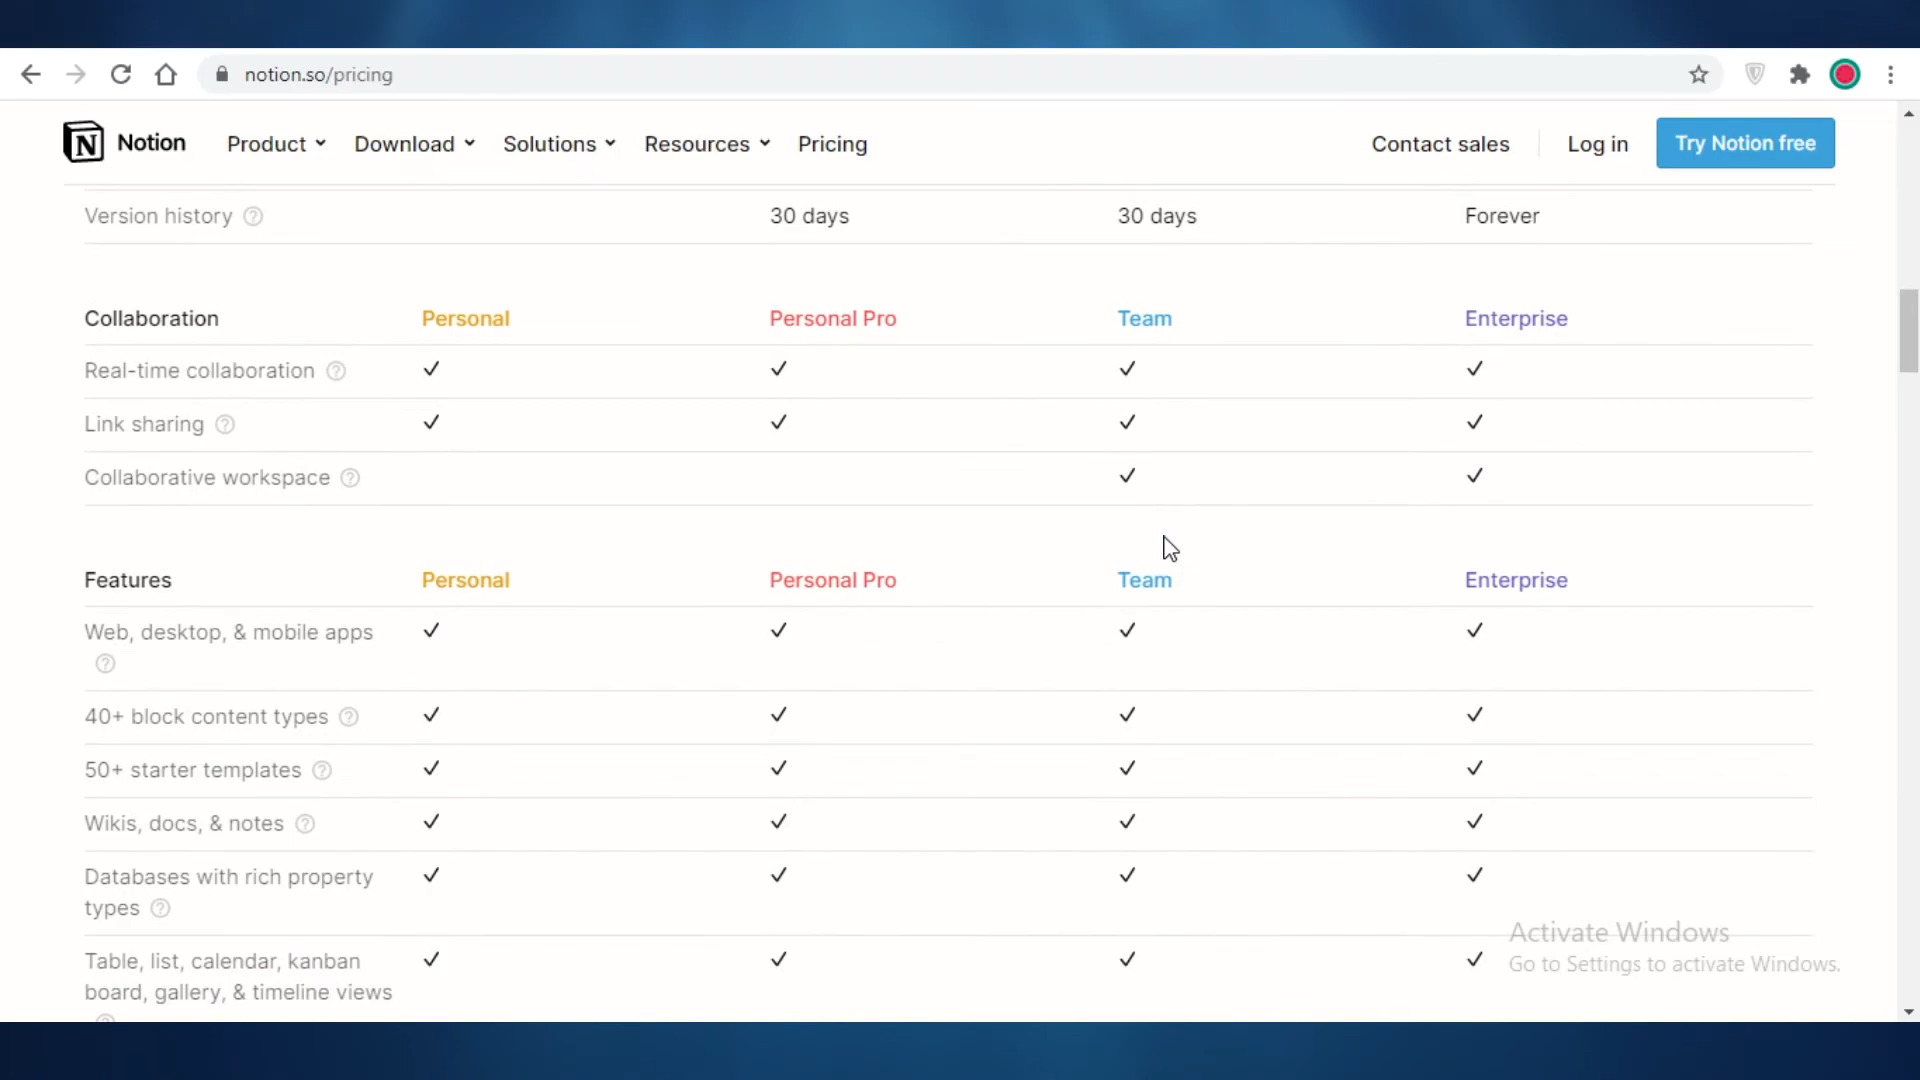 notion.so/pricing
Notion Product Download Solutions Resources Pricing Contact sales Log in Try Notion free
Version history 30 days 30 days Forever
Collaboration Personal Personal Pro Team Enterprise
Real-time collaboration ✓ ✓ ✓ ✓
Link sharing ✓ ✓ ✓ ✓
Collaborative workspace ✓ ✓
Features Personal Personal Pro Team Enterprise
Web, desktop, & mobile apps ✓ ✓ ✓ ✓
40+ block content types ✓ ✓ ✓ ✓
50+ starter templates ✓ ✓ ✓ ✓
Wikis, docs, & notes ✓ ✓ ✓ ✓
Databases with rich property ✓ ✓ ✓ ✓
types
Table, list, calendar, kanban ✓ ✓ ✓ ✓
board, gallery, & timeline views
Activate Windows
Go to Settings to activate Windows.